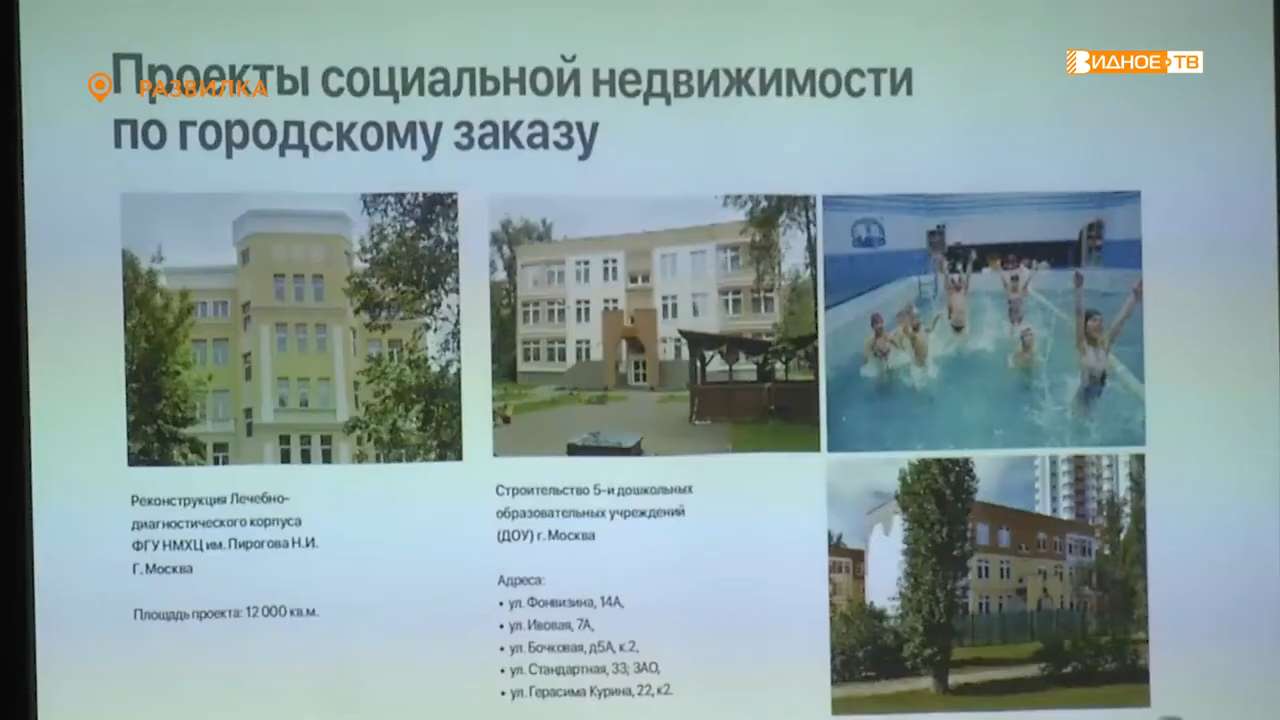 Проекты социальной недвижимости
по городскому заказу
РАЗВИЛКА
ВИДНОЕ ТВ
Реконструкция Лечебно-
диагностического корпуса
ФГУ НМХЦ им. Пирогова Н.И.
Г. Москва
Площадь проекта: 12 000 кв.м.
Строительство 5-и дошкольных
образовательных учреждений
(ДОУ) г. Москва
Адреса:
• ул. Фонвизина, 14А,
• ул. Ивовая, 7А,
• ул. Бочковая, д5А, к.2,
• ул. Стандартная, 33; ЗАО,
• ул. Герасима Курина, 22, к2.